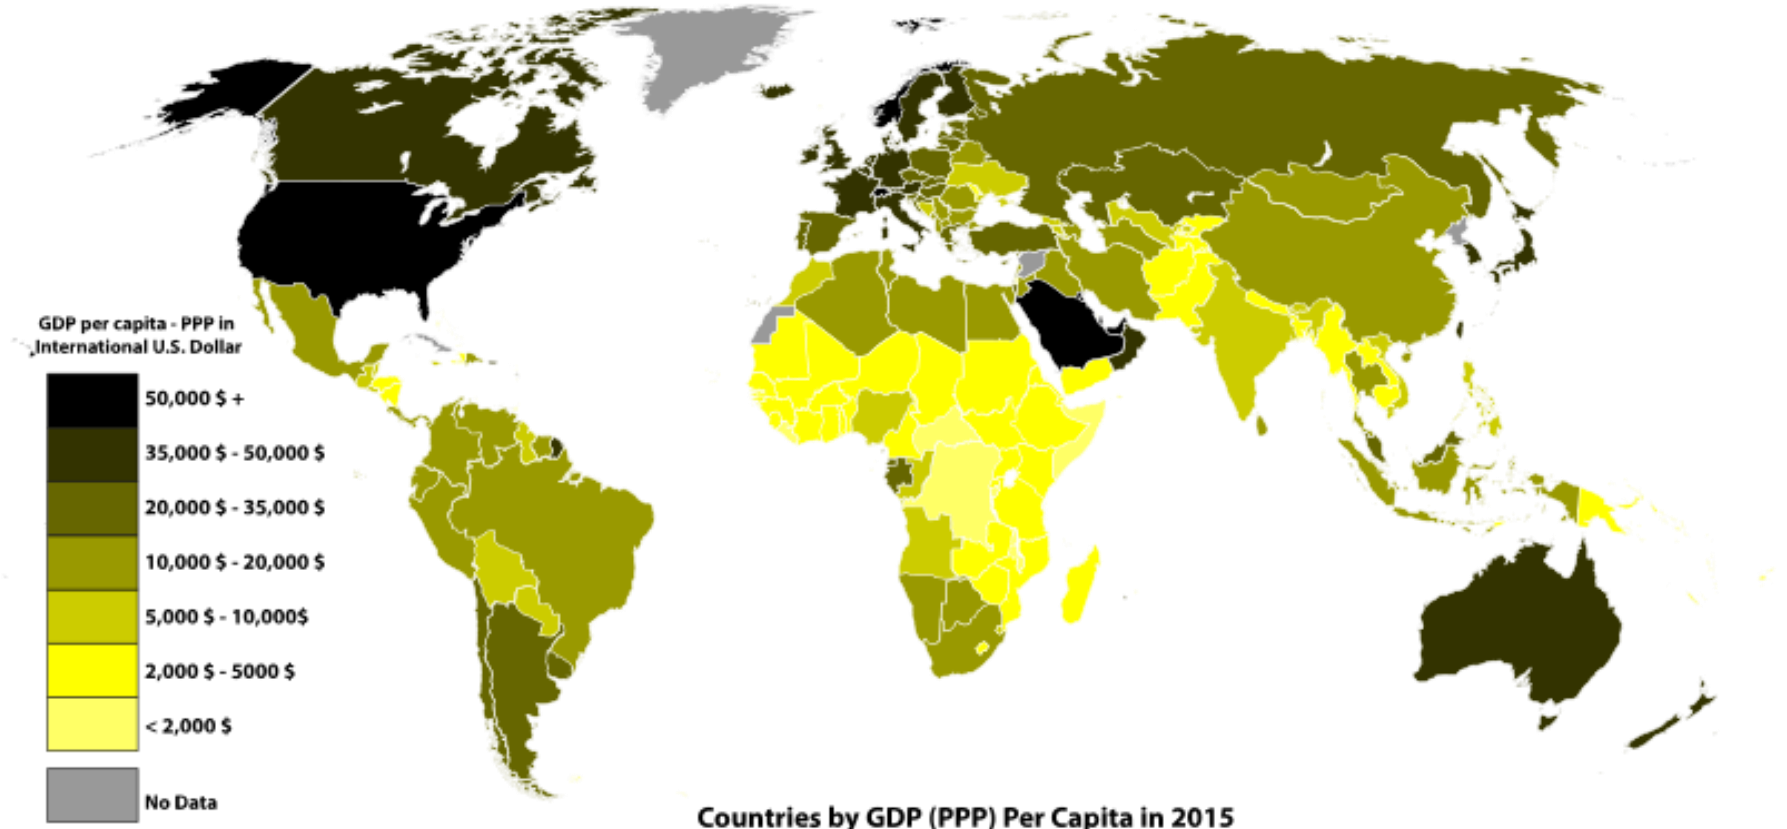 GDP per capita - PPP in
International U.S. Dollar
50,000 $ +
35,000 $ - 50,000 $
20,000 $ - 35,000 $
10,000 $ - 20,000 $
5,000 $ - 10,000$
2,000 $ - 5000 $
< 2,000 $
No Data
Countries by GDP (PPP) Per Capita in 2015